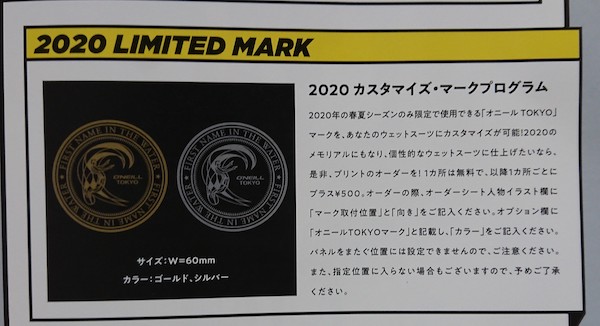 2020 LIMITED MARK
2020 カスタマイズ・マークプログラム
2020年の春夏シーズンのみ限定で使用できる「オニールTOKYO」
マークを、あなたのウェットスーツにカスタマイズが可能!2020の
メモリアルにもなり、個性的なウェットスーツに仕上げたいなら。
是非、プリントのオーダーを!1カ所は無料で、以降1カ所ごとに
プラス¥500。オーダーの際、オーダーシート人物イラスト欄に
「マーク取付位置」と「向き」をご記入ください。オプション欄に
「オニールTOKYOマーク」と記載し、「カラー」をご記入ください。
パネルをまたぐ位置には設定できませんので、ご注意ください。
また、指定位置に入らない場合もございますので、予めご了承
ください。
FIRST NAME IN THE WATER • FIRST NAME IN THE WATER •
O'NEILL
TOKYO
FIRST NAME IN THE WATER • FIRST NAME IN THE WATER •
O'NEILL
TOKYO
サイズ:W=60mm
カラー:ゴールド、シルバー